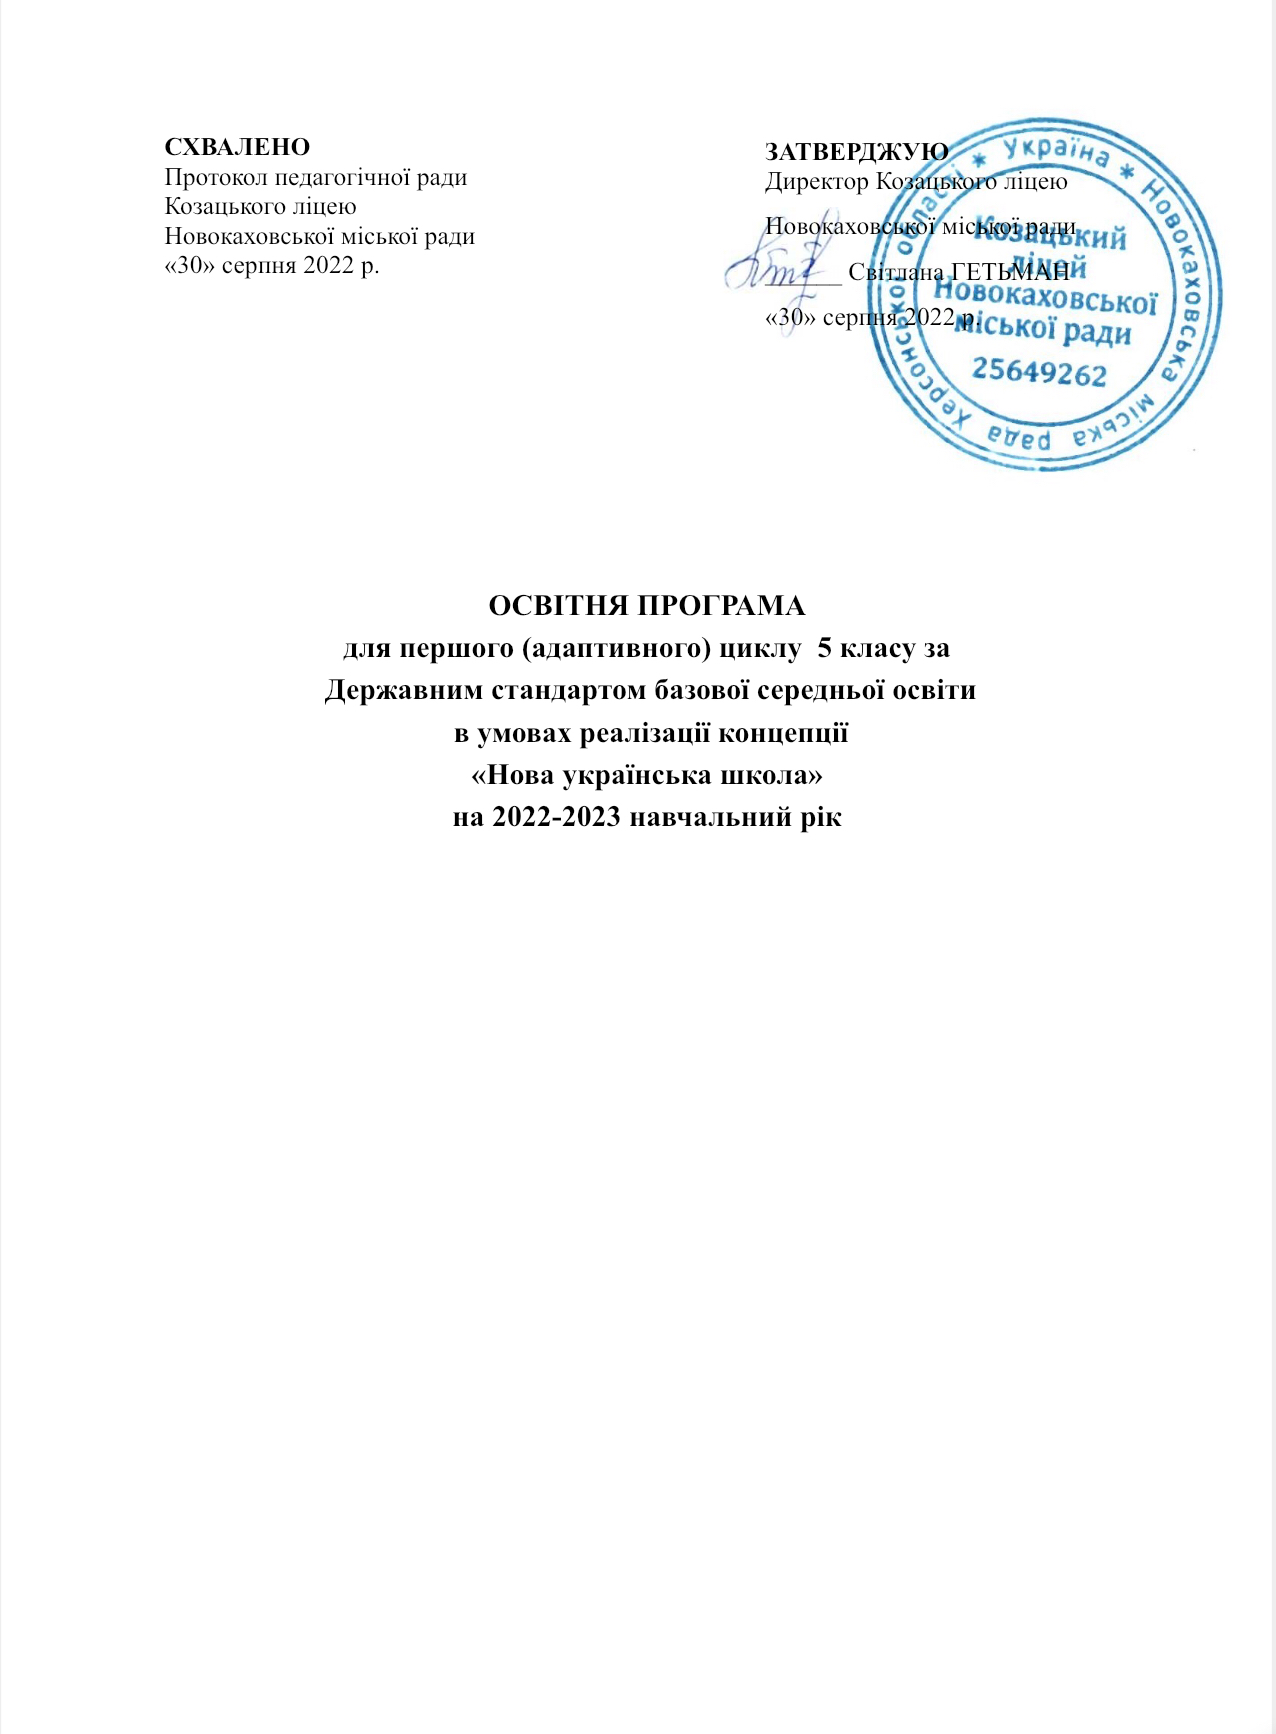 СХВАЛЕНО
Протокол педагогічної ради
Козацького ліцею
Новокаховської міської ради
«30» серпня 2022 р.
ЗАТВЕРДЖУЮ
Директор Козацького ліцею
Новокаховської міської ради
______ Світлана ГЕТЬМАН
«30» серпня 2022 р.
Україна * Новокаховська міська рада Херсонської області *
Козацький
ліцей
Новокаховської
міської ради
25649262
ОСВІТНЯ ПРОГРАМА
для першого (адаптивного) циклу 5 класу за
Державним стандартом базової середньої освіти
в умовах реалізації концепції
«Нова українська школа»
на 2022-2023 навчальний рік